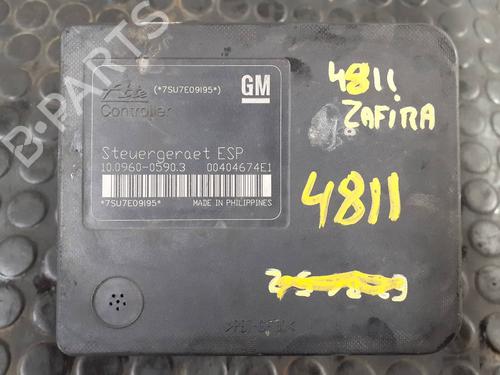 B-PARTS
(*7SU7E09I95*)
Ate
GM
Controller
Steuergeraet ESP
10.0960-0590.3 00404674E1
*7SU7E09I95*
MADE IN PHILIPPINES
4811
ZAFIRA
4811